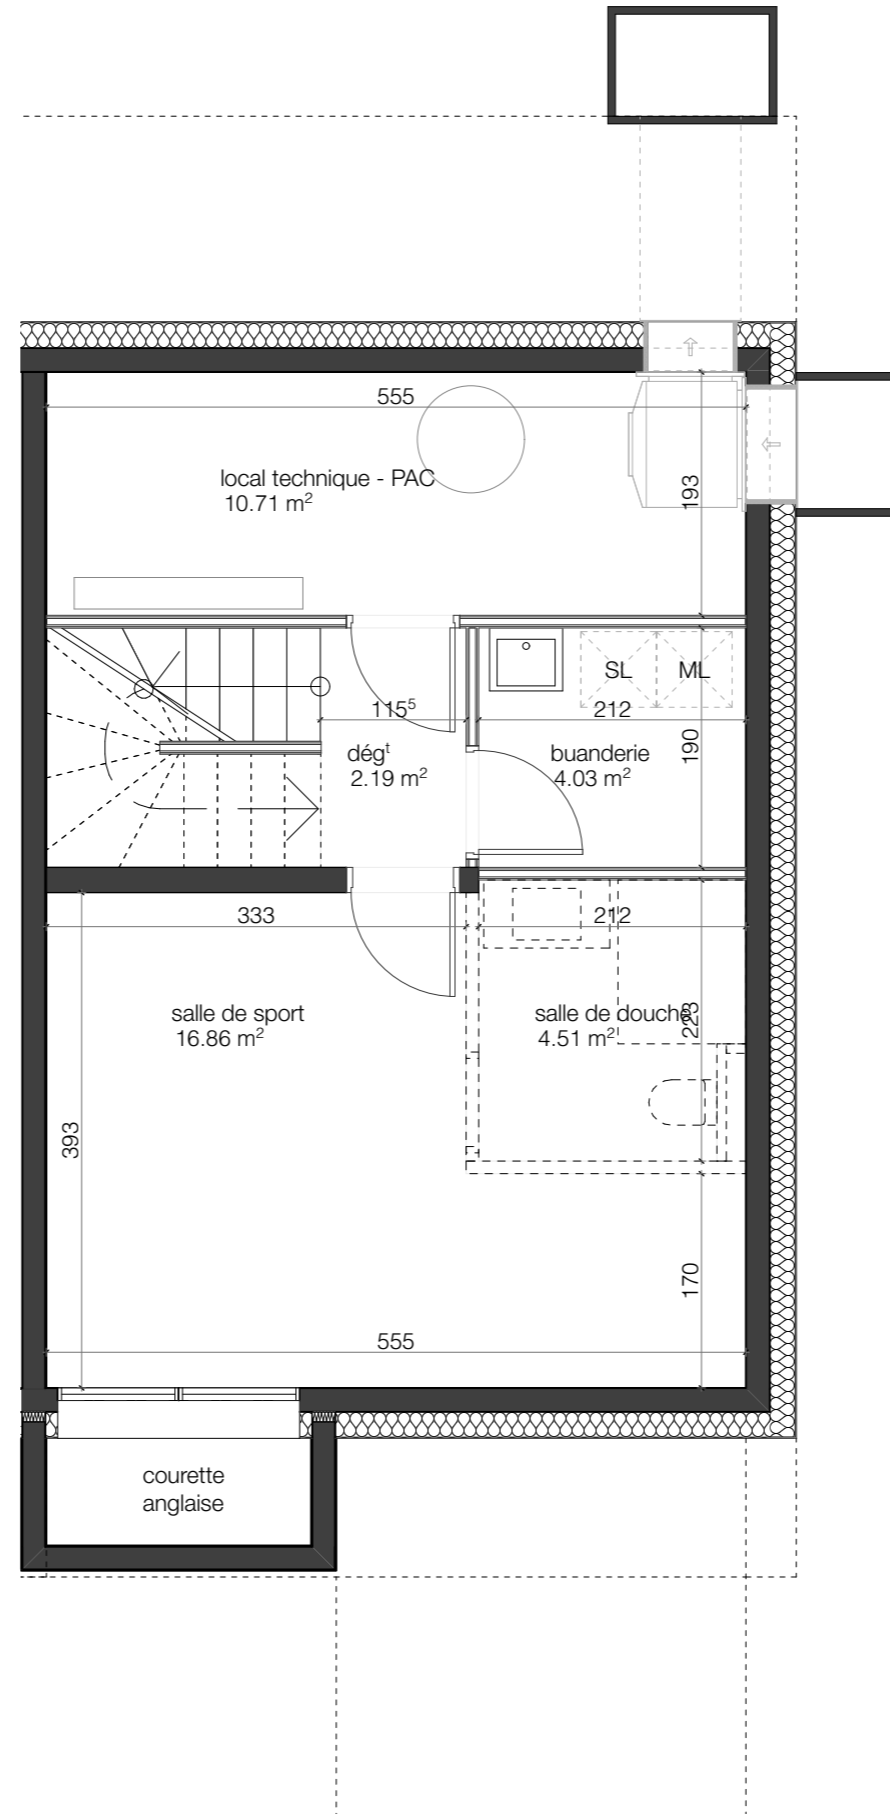 555
local technique - PAC
10.71 m²
193
SL
ML
115⁵
212
dégᵗ
2.19 m²
buanderie
4.03 m²
190
333
212
salle de sport
16.86 m²
salle de douche
4.51 m²
223
393
170
555
courette
anglaise